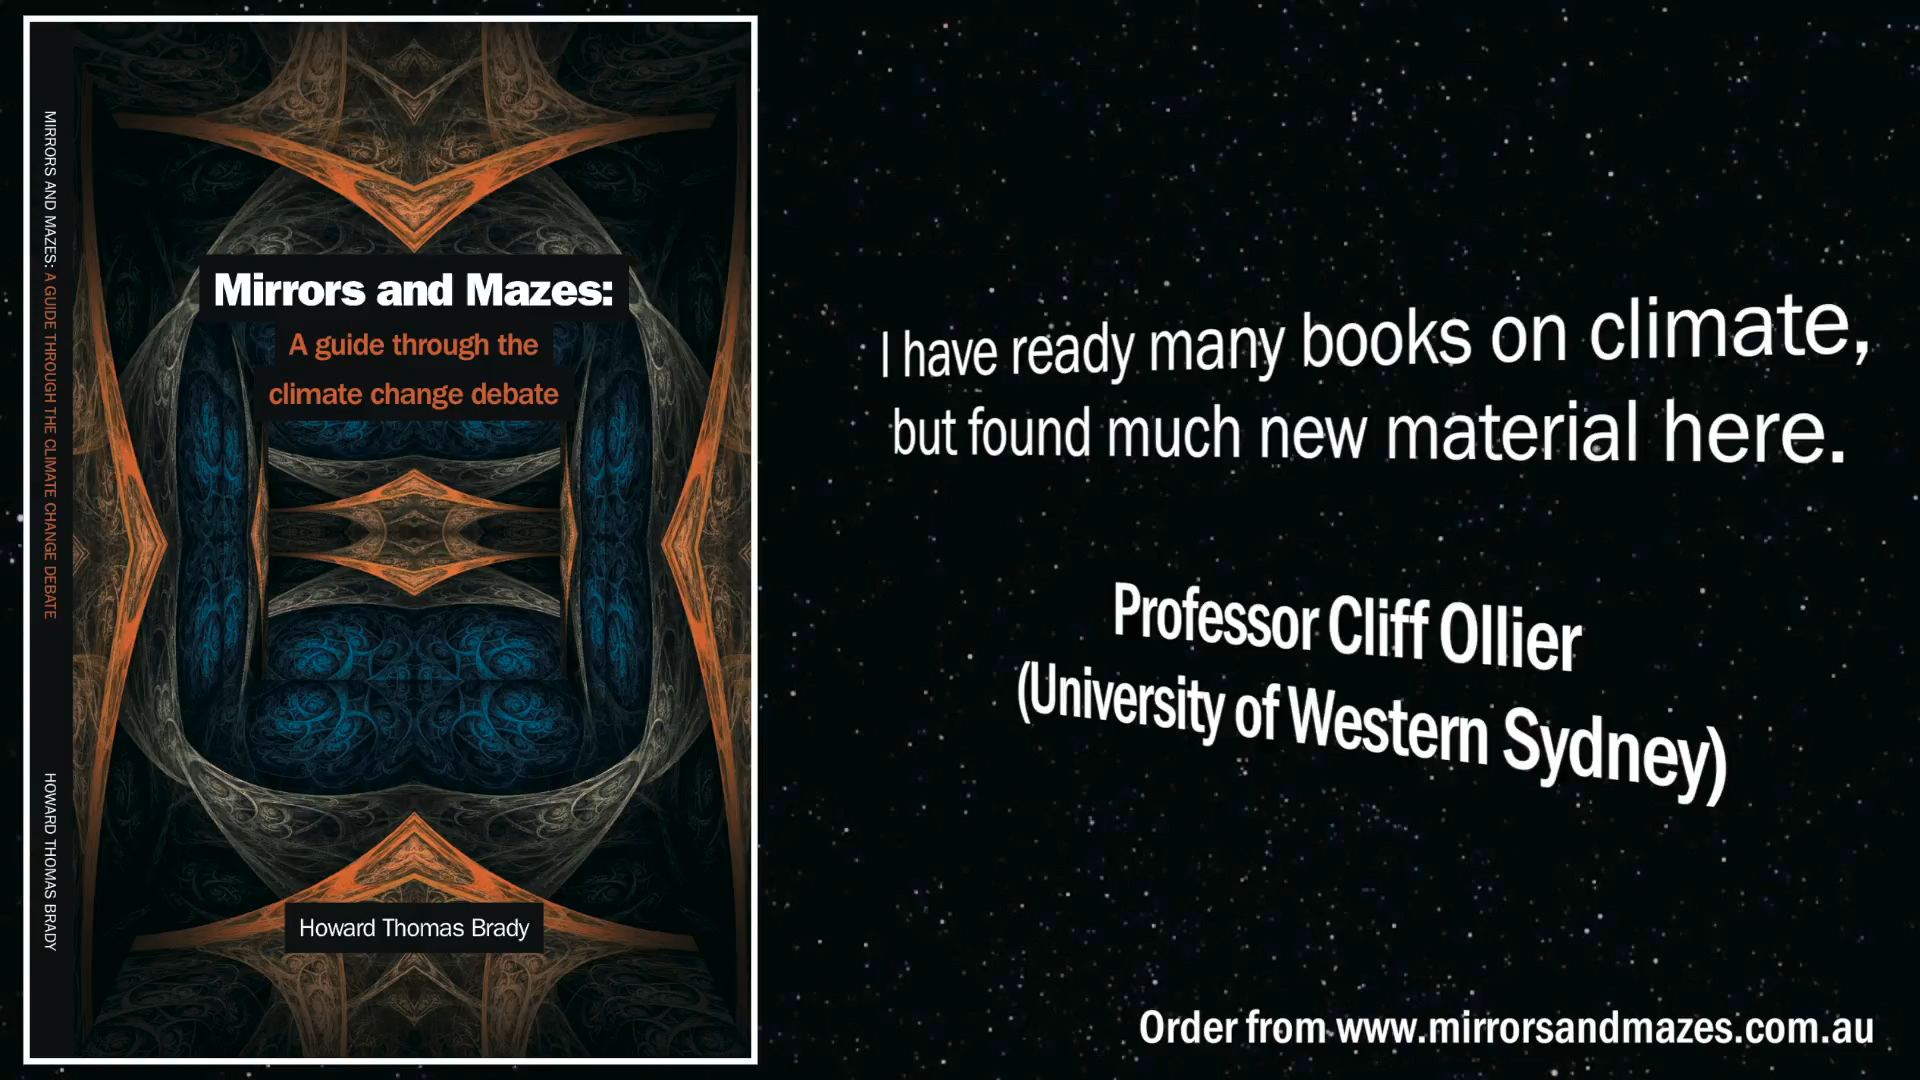 MIRRORS AND MAZES: A GUIDE THROUGH THE CLIMATE CHANGE DEBATE
HOWARD THOMAS BRADY
Mirrors and Mazes:
A guide through the
climate change debate
Howard Thomas Brady
I have ready many books on climate,
but found much new material here.
Professor Cliff Ollier
(University of Western Sydney)
Order from www.mirrorsandmazes.com.au